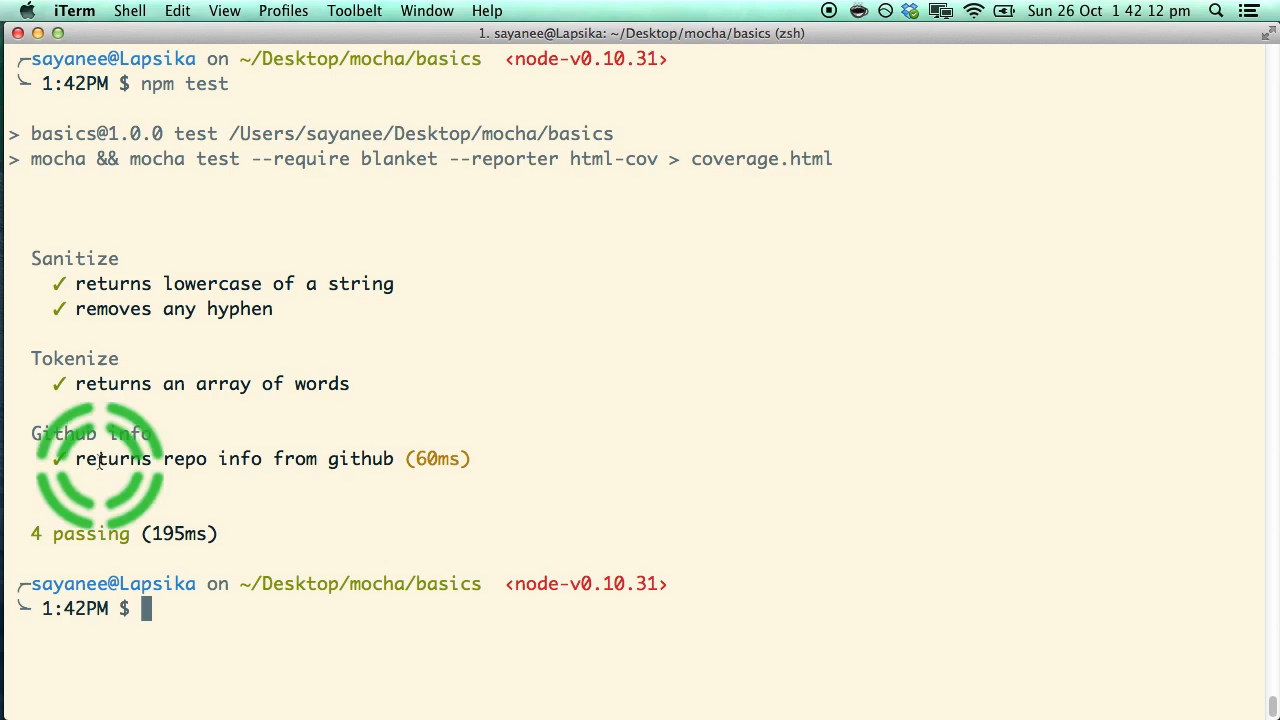 iTerm Shell Edit View Profiles Toolbelt Window Help Sun 26 Oct 1 42 12 pm
1. sayanee@Lapsika: ~/Desktop/mocha/basics (zsh)
sayanee@Lapsika on ~/Desktop/mocha/basics ‹node-v0.10.31›
1:42PM $ npm test
> basics@1.0.0 test /Users/sayanee/Desktop/mocha/basics
> mocha && mocha test --require blanket --reporter html-cov > coverage.html
Sanitize
✓ returns lowercase of a string
✓ removes any hyphen
Tokenize
✓ returns an array of words
Github info
✓ returns repo info from github (60ms)
4 passing (195ms)
sayanee@Lapsika on ~/Desktop/mocha/basics ‹node-v0.10.31›
1:42PM $